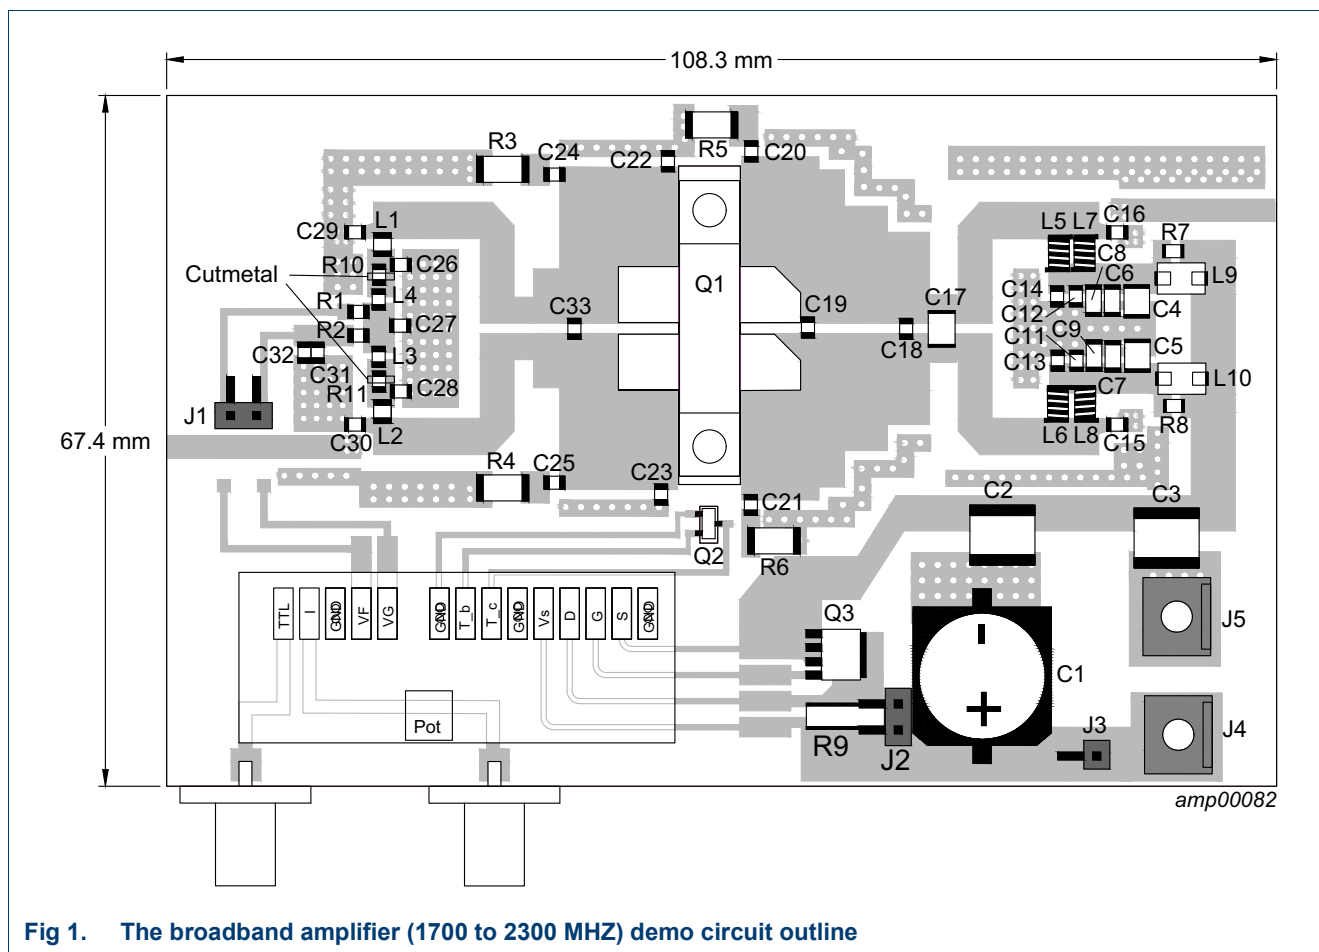 108.3 mm
R3
C24
C22
R5
C20
C29
L1
R10
C26
Cutmetal
L4
R1
C27
R2
C32
L3
C31
R11
C28
J1
C30
L2
67.4 mm
C33
Q1
C19
C18
C17
L5 L7
C16
C8
R7
C6
L9
C14
C12
C4
C11
C9
C5
C13
C7
L10
L6 L8
C15
R8
R4
C25
C23
C21
Q2
R6
C2
C3
TTL
I
GND
VF
VG
GND
T_b
T_c
GND
Vs
D
G
S
GND
Pot
Q3
R9
J2
-
+
C1
J3
J5
J4
amp00082
Fig 1. The broadband amplifier (1700 to 2300 MHZ) demo circuit outline